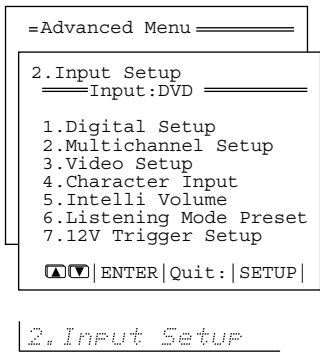 Advanced Menu
2.Input Setup
Input:DVD
1.Digital Setup
2.Multichannel Setup
3.Video Setup
4.Character Input
5.Intelli Volume
6.Listening Mode Preset
7.12V Trigger Setup
▲▼|ENTER|Quit:|SETUP|
2.Input Setup